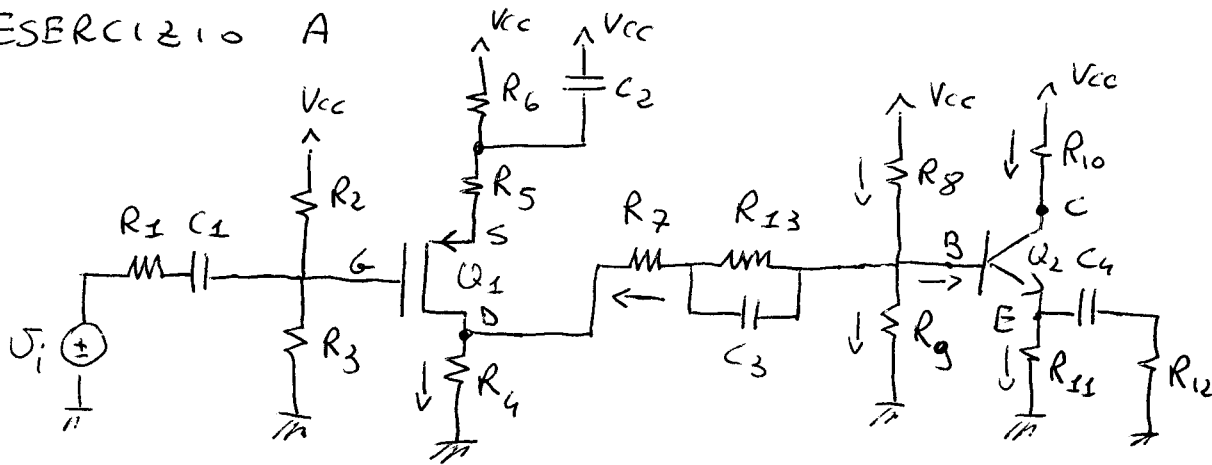 ESERCIZIO A
Vcc Vcc
R6 C2
Vcc Vcc Vcc
R2 R5 R8 R10
R1 C1 R7 R13 C
G S Q1 B Q2 C4
D E
Vi R3 R4 C3 R9 R11 R12